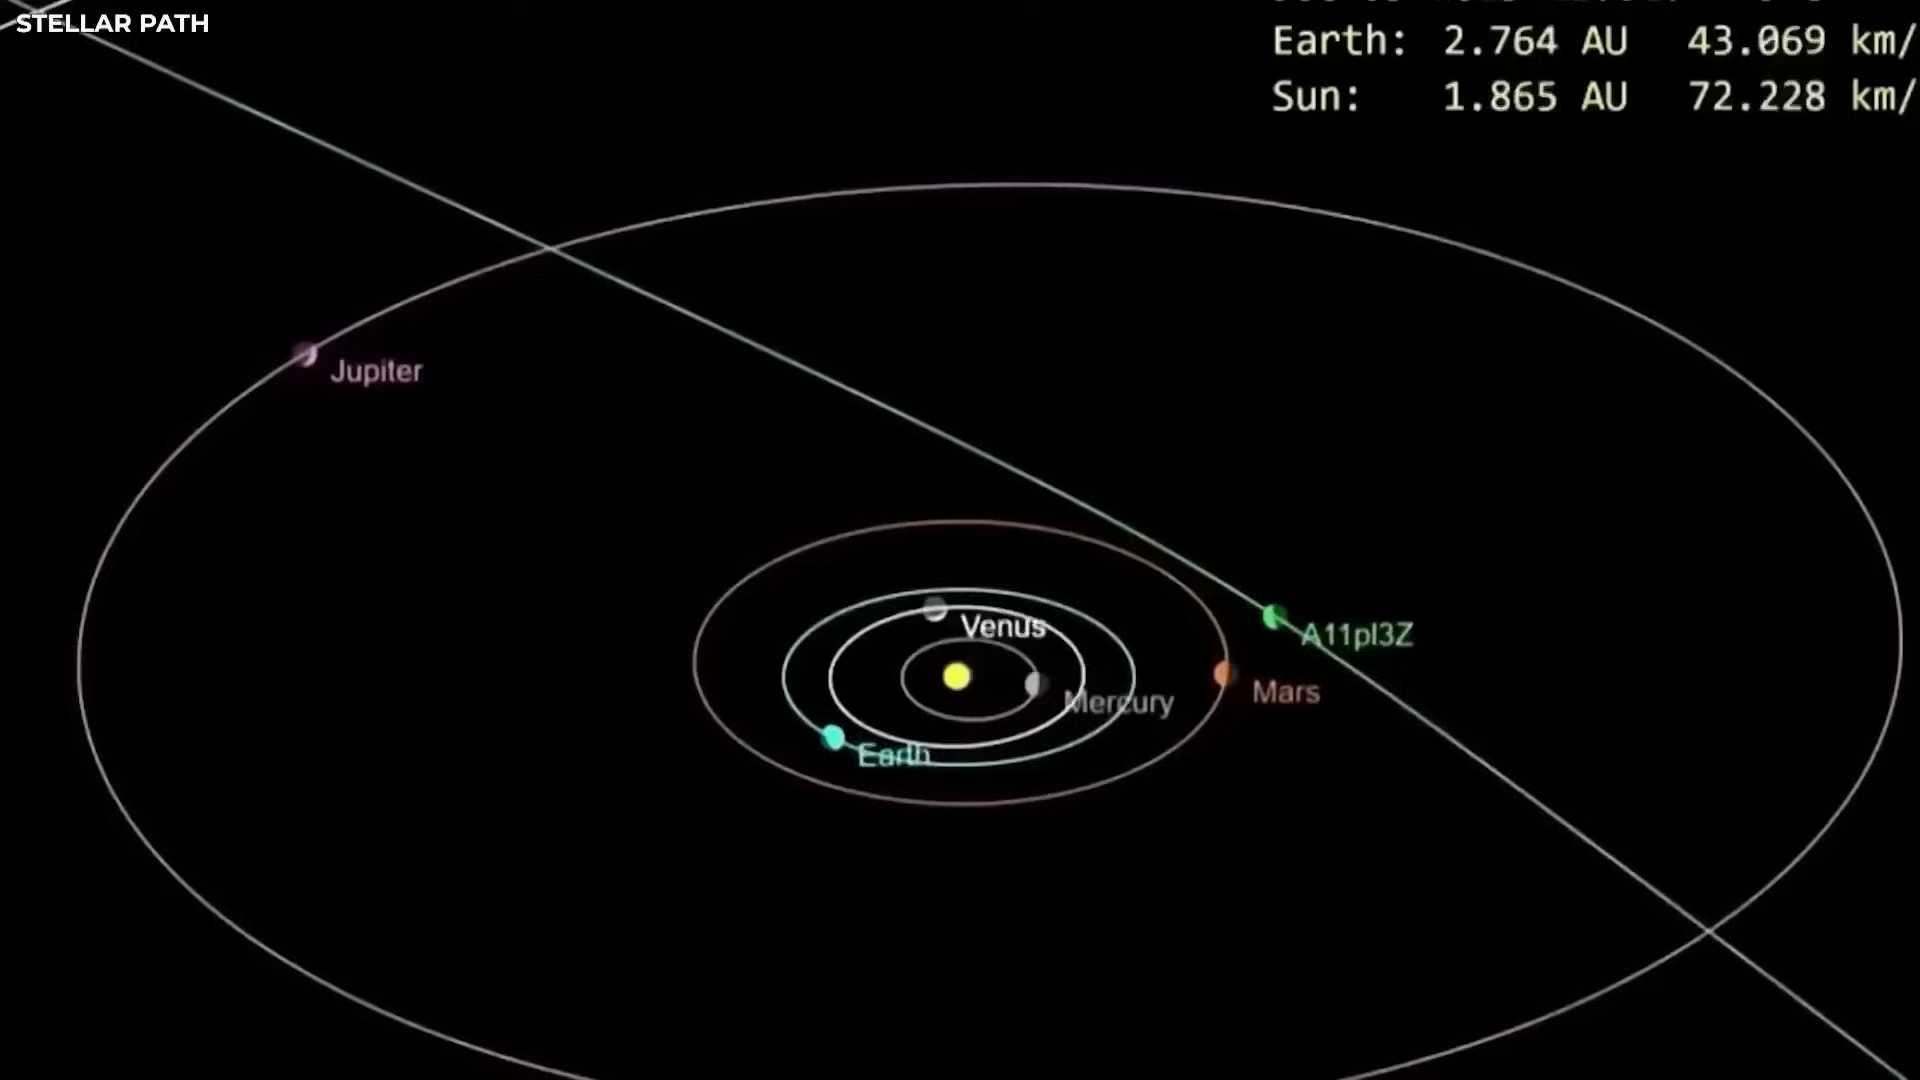 STELLAR PATH
Earth: 2.764 AU 43.069 km/
Sun: 1.865 AU 72.228 km/
Jupiter
Venus
A11pl3Z
Mercury
Mars
Earth